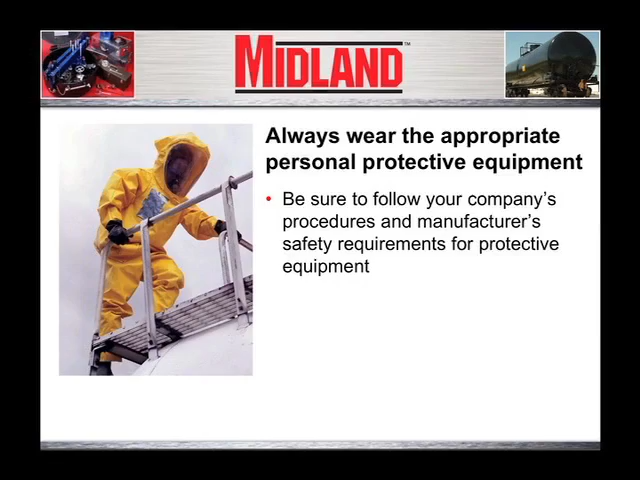 MIDLAND™
Always wear the appropriate
personal protective equipment
• Be sure to follow your company's
procedures and manufacturer's
safety requirements for protective
equipment